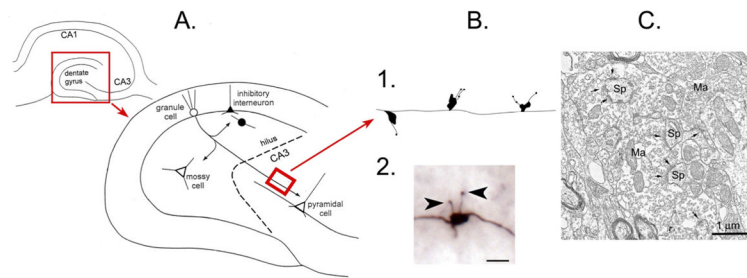 A.
B.
C.
CA1
dentate
gyrus
CA3
granule
cell
inhibitory
interneuron
hilus
CA3
mossy
cell
pyramidal
cell
1.
2.
Sp
Ma
Sp
Ma
Sp
1 μm